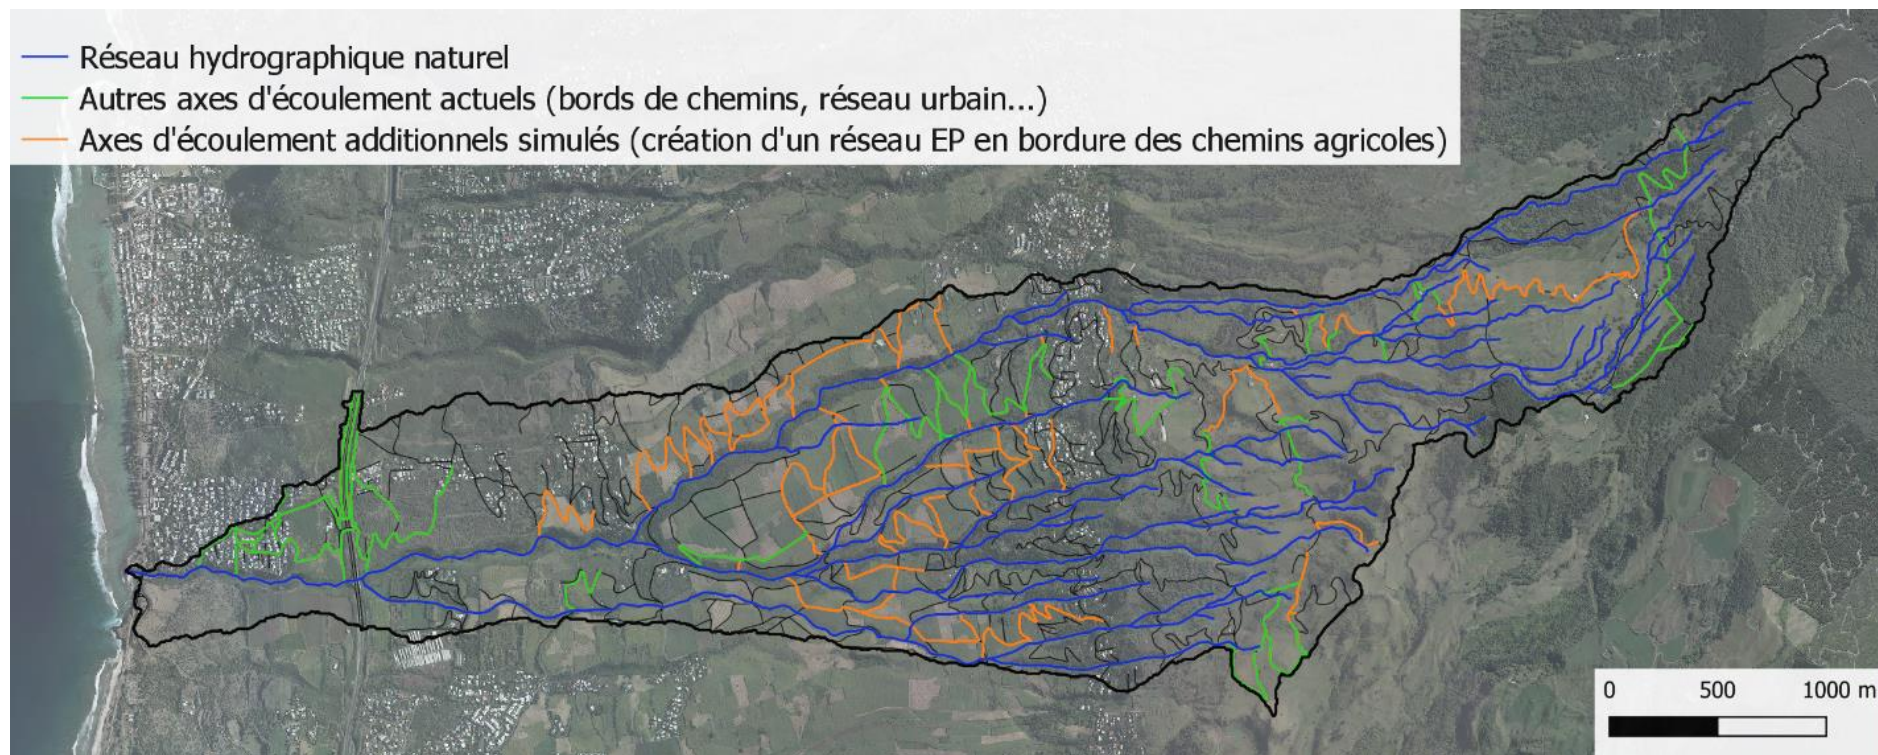 Réseau hydrographique naturel
Autres axes d'écoulement actuels (bords de chemins, réseau urbain...)
Axes d'écoulement additionnels simulés (création d'un réseau EP en bordure des chemins agricoles)
0 500 1000 m